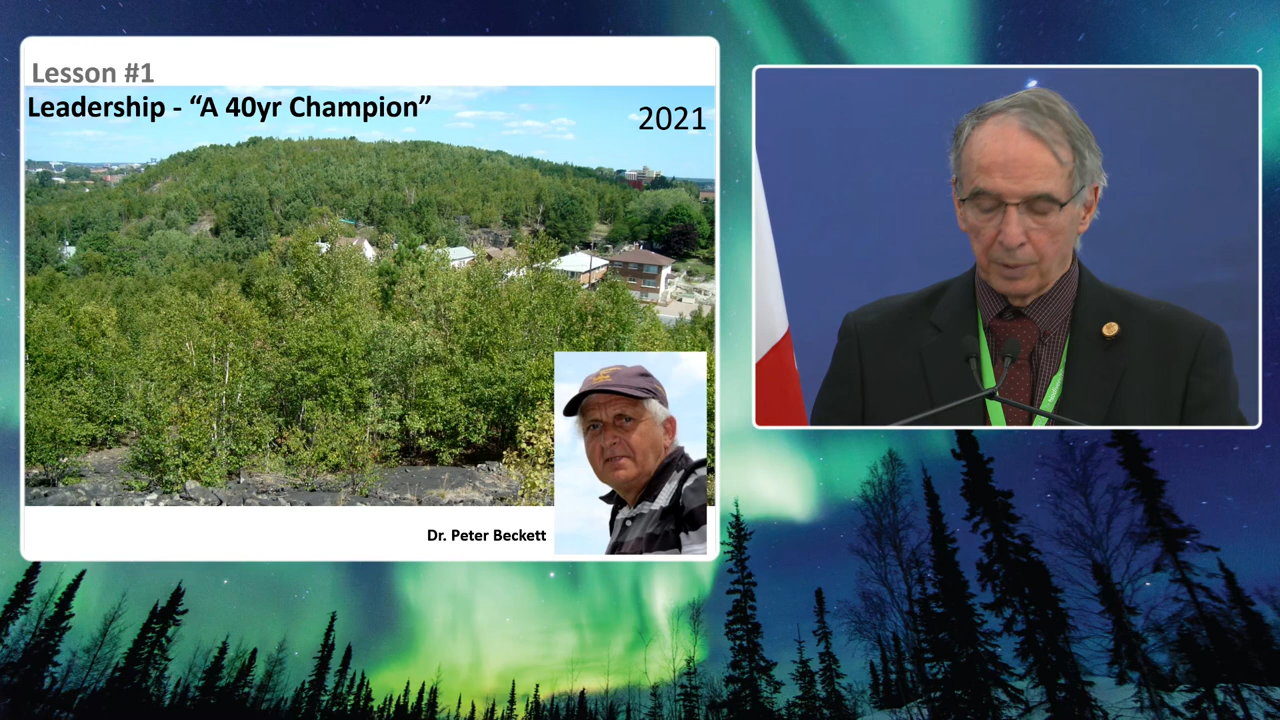 Lesson #1
Leadership - “A 40yr Champion”
2021
Dr. Peter Beckett